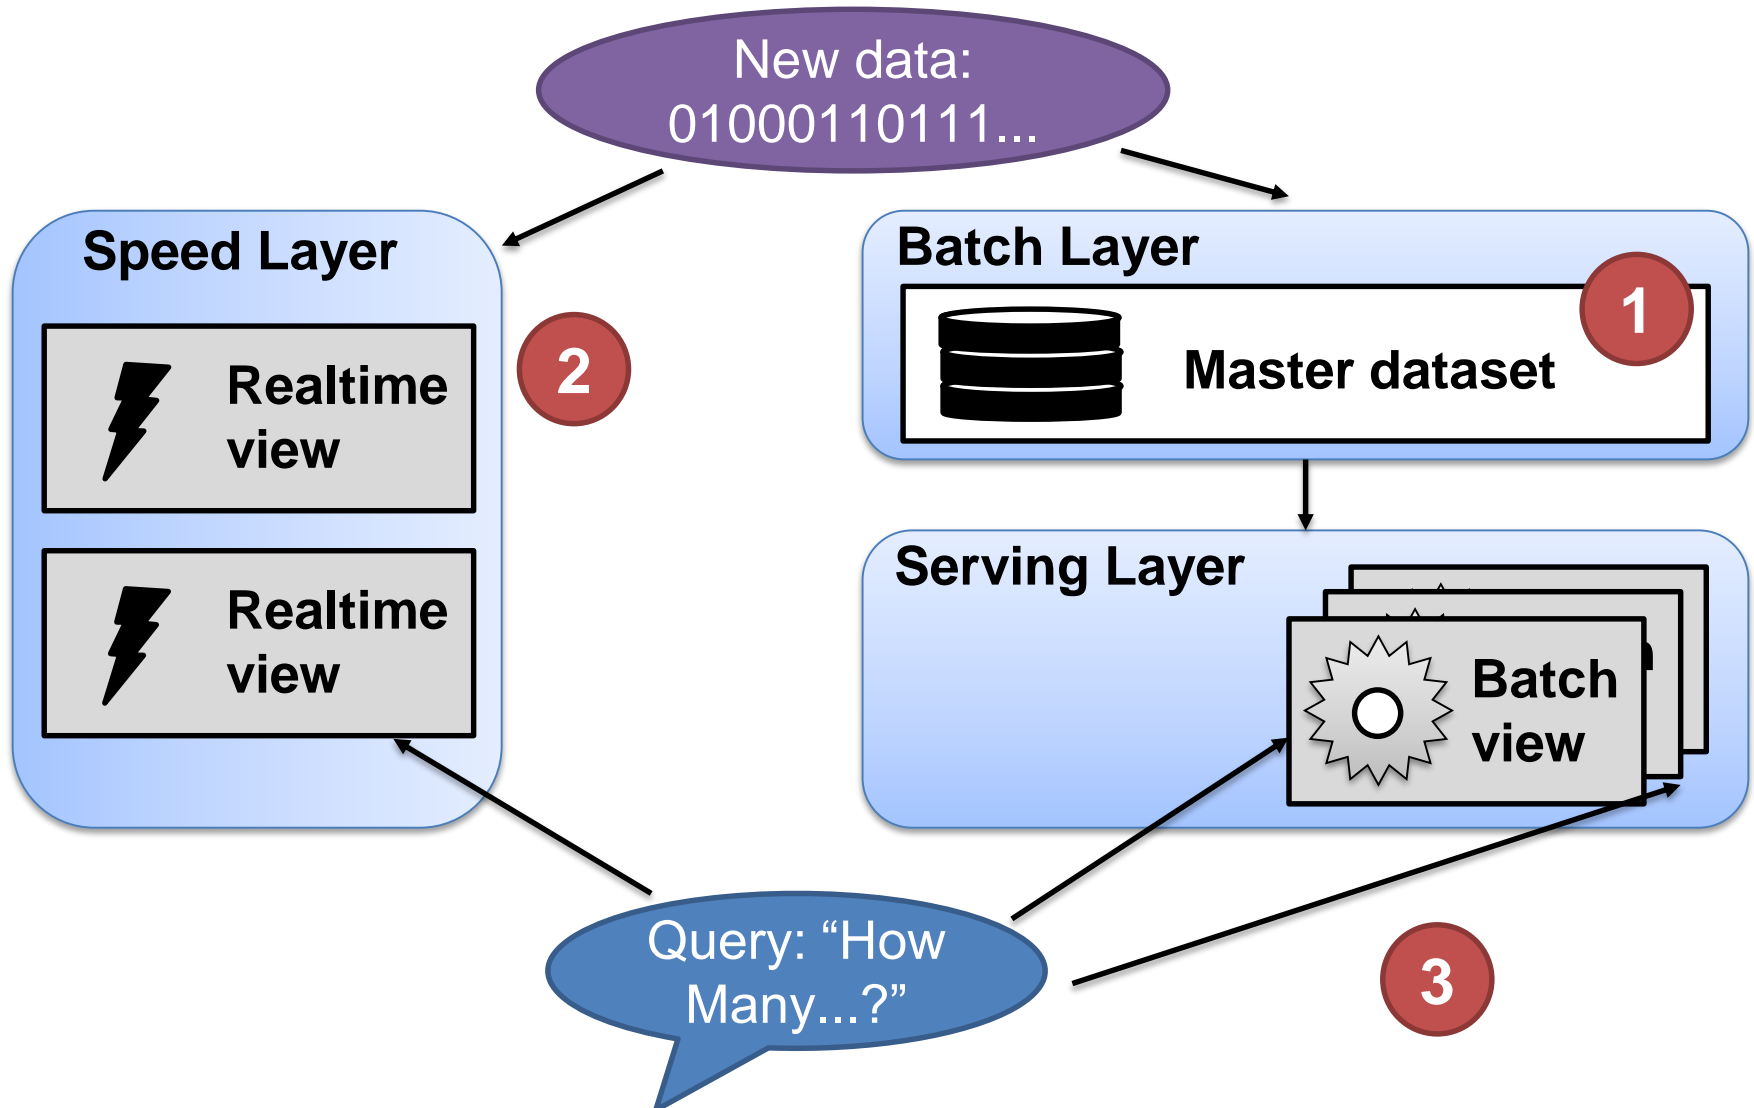 New data:
01000110111...
Speed Layer
Batch Layer
1
Master dataset
2
Realtime
view
Realtime
view
Serving Layer
Batch
view
Query: “How
Many...?”
3